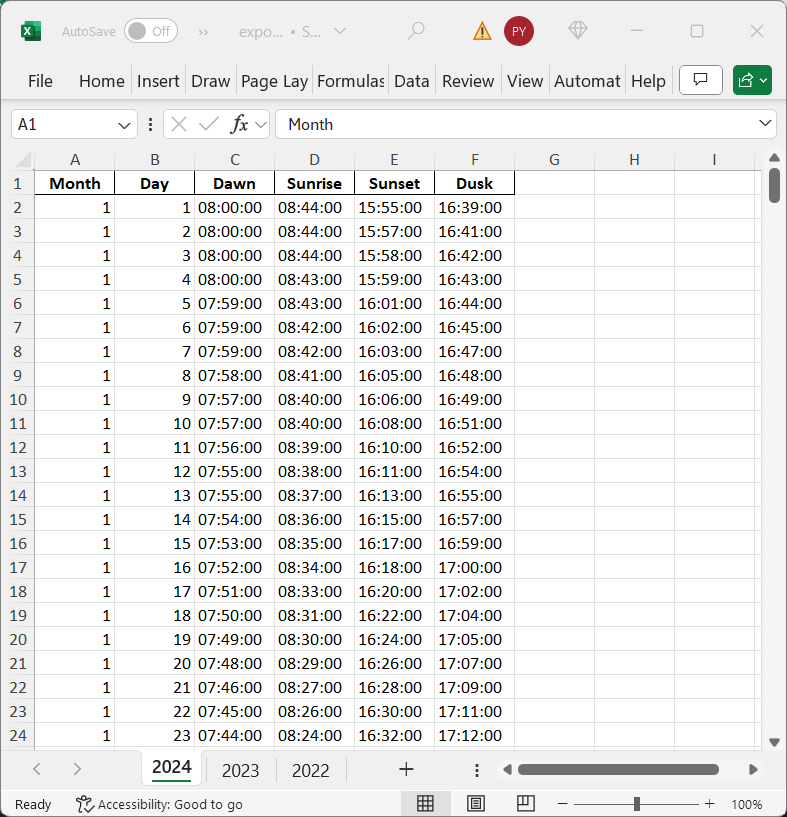 AutoSave Off ›› expo... • S... PY
File Home Insert Draw Page Lay Formulas Data Review View Automat Help
A1 fx Month
A B C D E F G H I
1 Month Day Dawn Sunrise Sunset Dusk
2 1 1 08:00:00 08:44:00 15:55:00 16:39:00
3 1 2 08:00:00 08:44:00 15:57:00 16:41:00
4 1 3 08:00:00 08:44:00 15:58:00 16:42:00
5 1 4 08:00:00 08:43:00 15:59:00 16:43:00
6 1 5 07:59:00 08:43:00 16:01:00 16:44:00
7 1 6 07:59:00 08:42:00 16:02:00 16:45:00
8 1 7 07:59:00 08:42:00 16:03:00 16:47:00
9 1 8 07:58:00 08:41:00 16:05:00 16:48:00
10 1 9 07:57:00 08:40:00 16:06:00 16:49:00
11 1 10 07:57:00 08:40:00 16:08:00 16:51:00
12 1 11 07:56:00 08:39:00 16:10:00 16:52:00
13 1 12 07:55:00 08:38:00 16:11:00 16:54:00
14 1 13 07:55:00 08:37:00 16:13:00 16:55:00
15 1 14 07:54:00 08:36:00 16:15:00 16:57:00
16 1 15 07:53:00 08:35:00 16:17:00 16:59:00
17 1 16 07:52:00 08:34:00 16:18:00 17:00:00
18 1 17 07:51:00 08:33:00 16:20:00 17:02:00
19 1 18 07:50:00 08:31:00 16:22:00 17:04:00
20 1 19 07:49:00 08:30:00 16:24:00 17:05:00
21 1 20 07:48:00 08:29:00 16:26:00 17:07:00
22 1 21 07:46:00 08:27:00 16:28:00 17:09:00
23 1 22 07:45:00 08:26:00 16:30:00 17:11:00
24 1 23 07:44:00 08:24:00 16:32:00 17:12:00
2024 2023 2022
Ready Accessibility: Good to go 100%